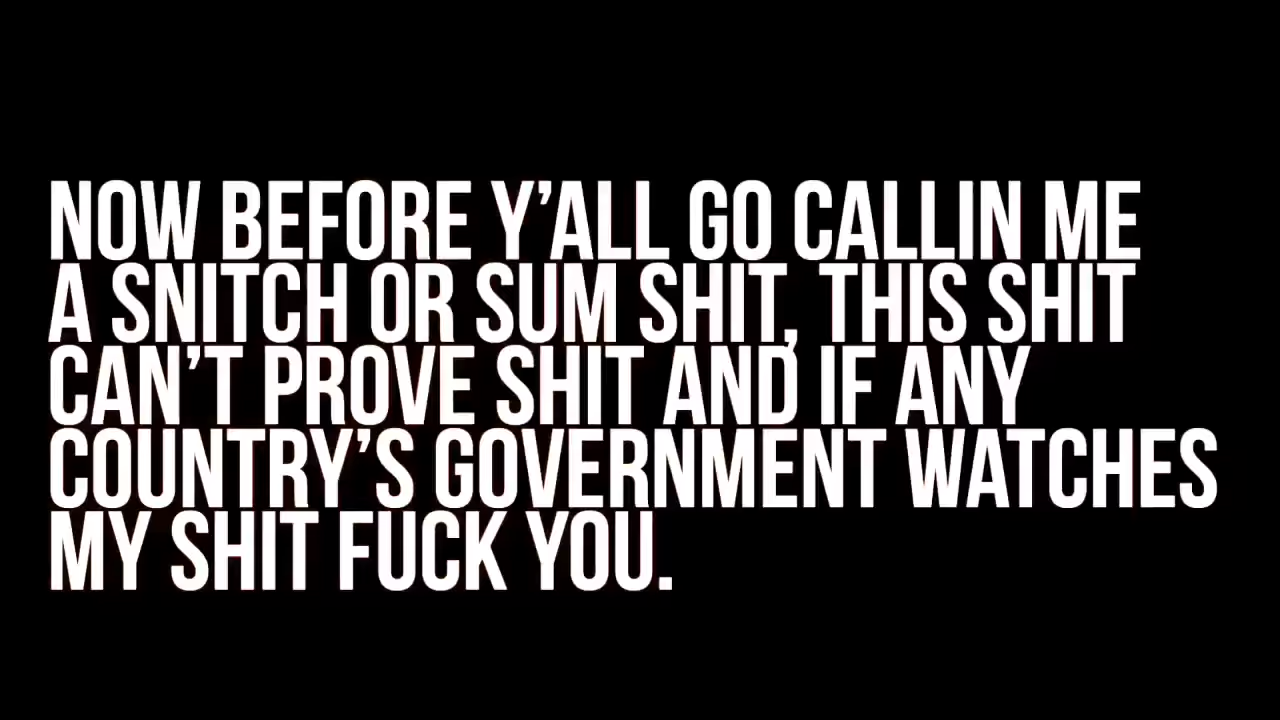 NOW BEFORE Y'ALL GO CALLIN ME
A SNITCH OR SUM SHIT, THIS SHIT
CAN'T PROVE SHIT AND IF ANY
COUNTRY'S GOVERNMENT WATCHES
MY SHIT FUCK YOU.